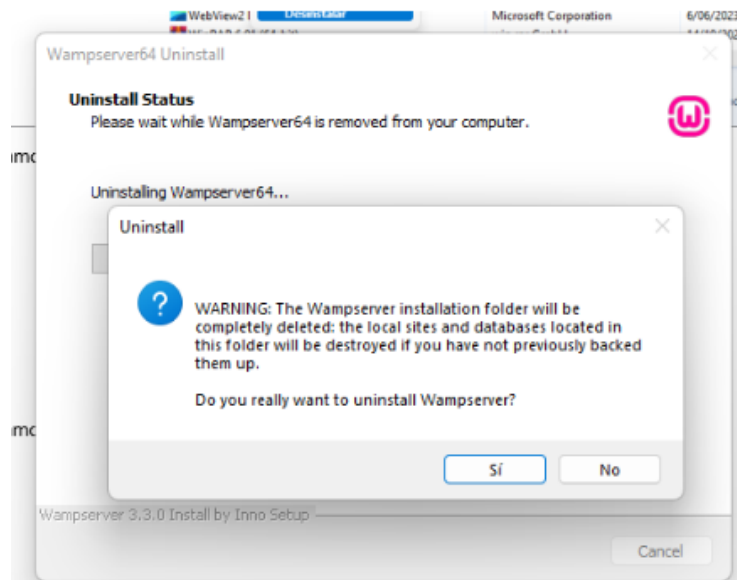 WebView2 I
Desinstalar
Microsoft Corporation
6/06/2023
Wampserver64 Uninstall
Uninstall Status
Please wait while Wampserver64 is removed from your computer.
Uninstalling Wampserver64...
Uninstall
WARNING: The Wampserver installation folder will be
completely deleted: the local sites and databases located in
this folder will be destroyed if you have not previously backed
them up.
Do you really want to uninstall Wampserver?
Sí
No
Wampserver 3.3.0 Install by Inno Setup
Cancel